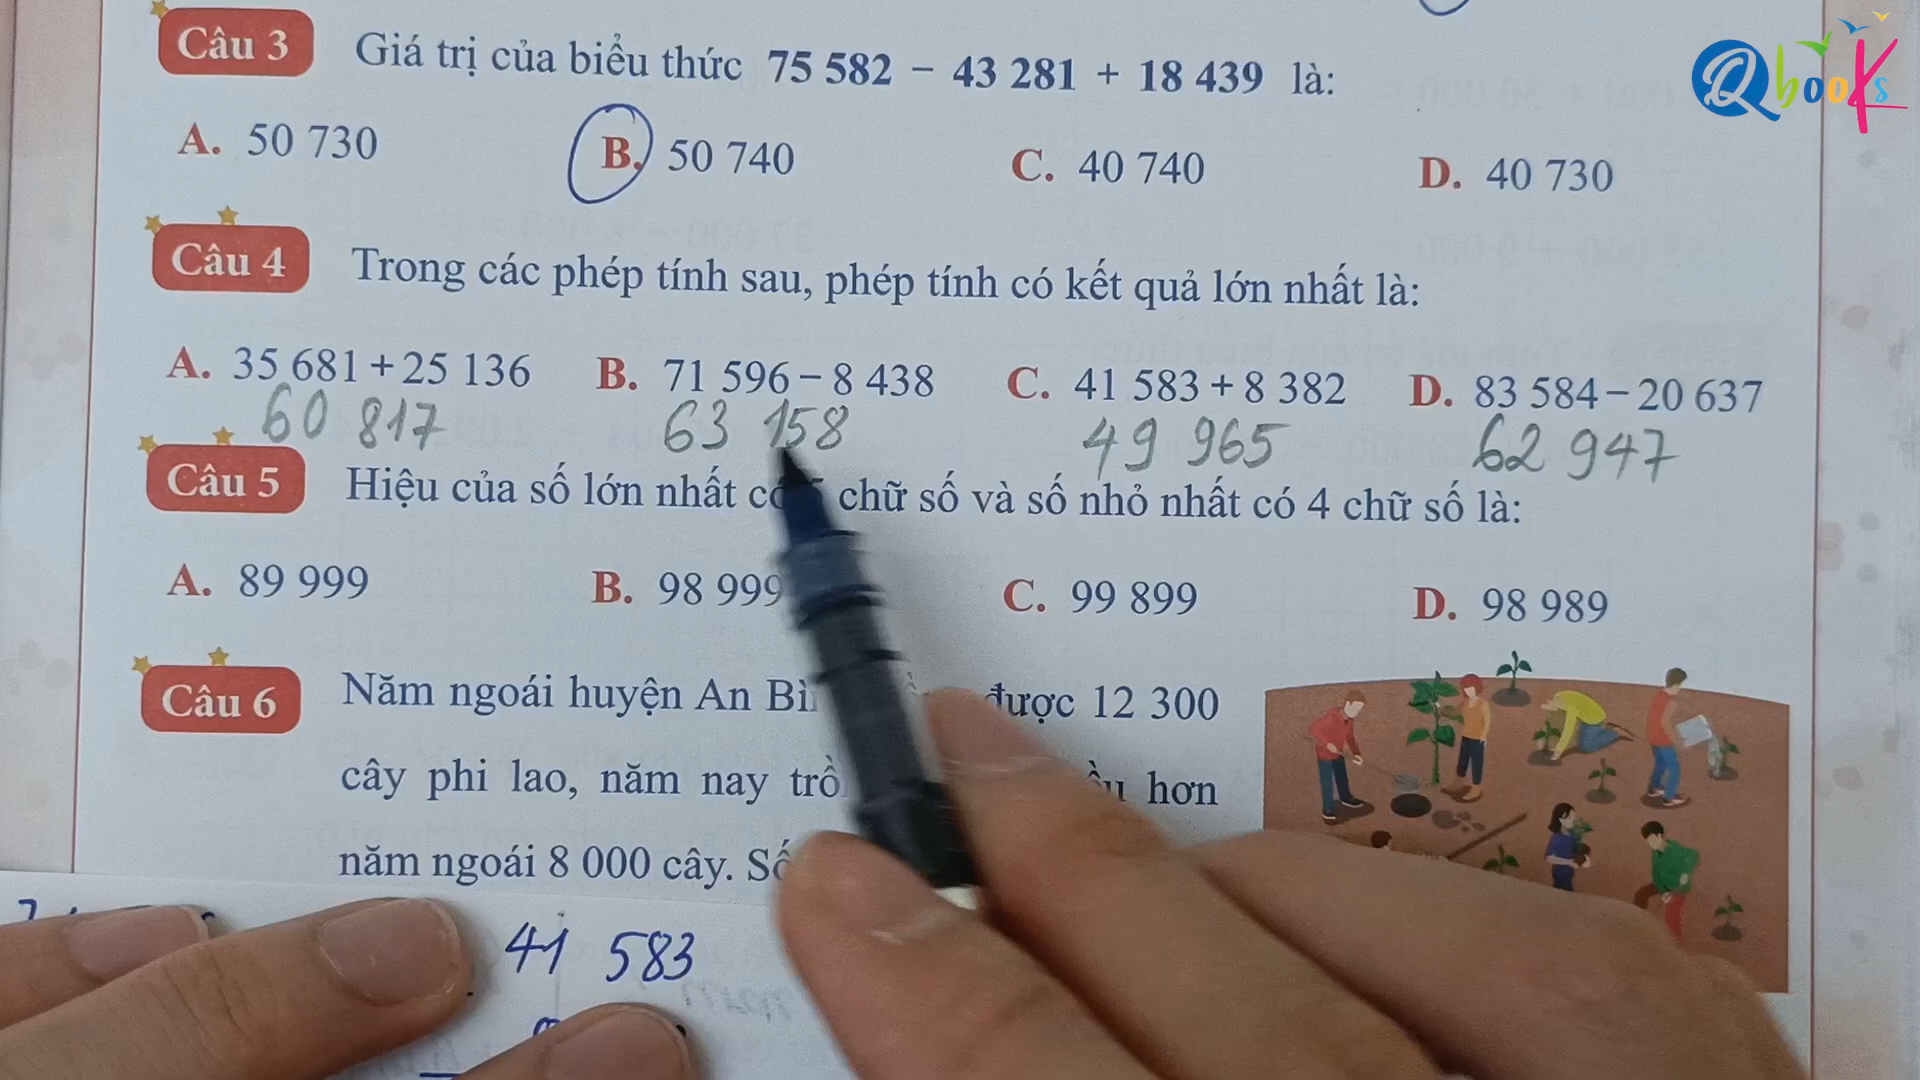 Qbooks
Câu 3 Giá trị của biểu thức 75 582 − 43 281 + 18 439 là:
A. 50 730 B. 50 740 C. 40 740 D. 40 730
Câu 4 Trong các phép tính sau, phép tính có kết quả lớn nhất là:
A. 35 681 + 25 136 B. 71 596 − 8 438 C. 41 583 + 8 382 D. 83 584 − 20 637
60 817 63 158 49 965 62 947
Câu 5 Hiệu của số lớn nhất có chữ số và số nhỏ nhất có 4 chữ số là:
A. 89 999 B. 98 999 C. 99 899 D. 98 989
Câu 6 Năm ngoái huyện An được 12 300
cây phi lao, năm nay hơn
năm ngoái 8 000 cây.
41 583